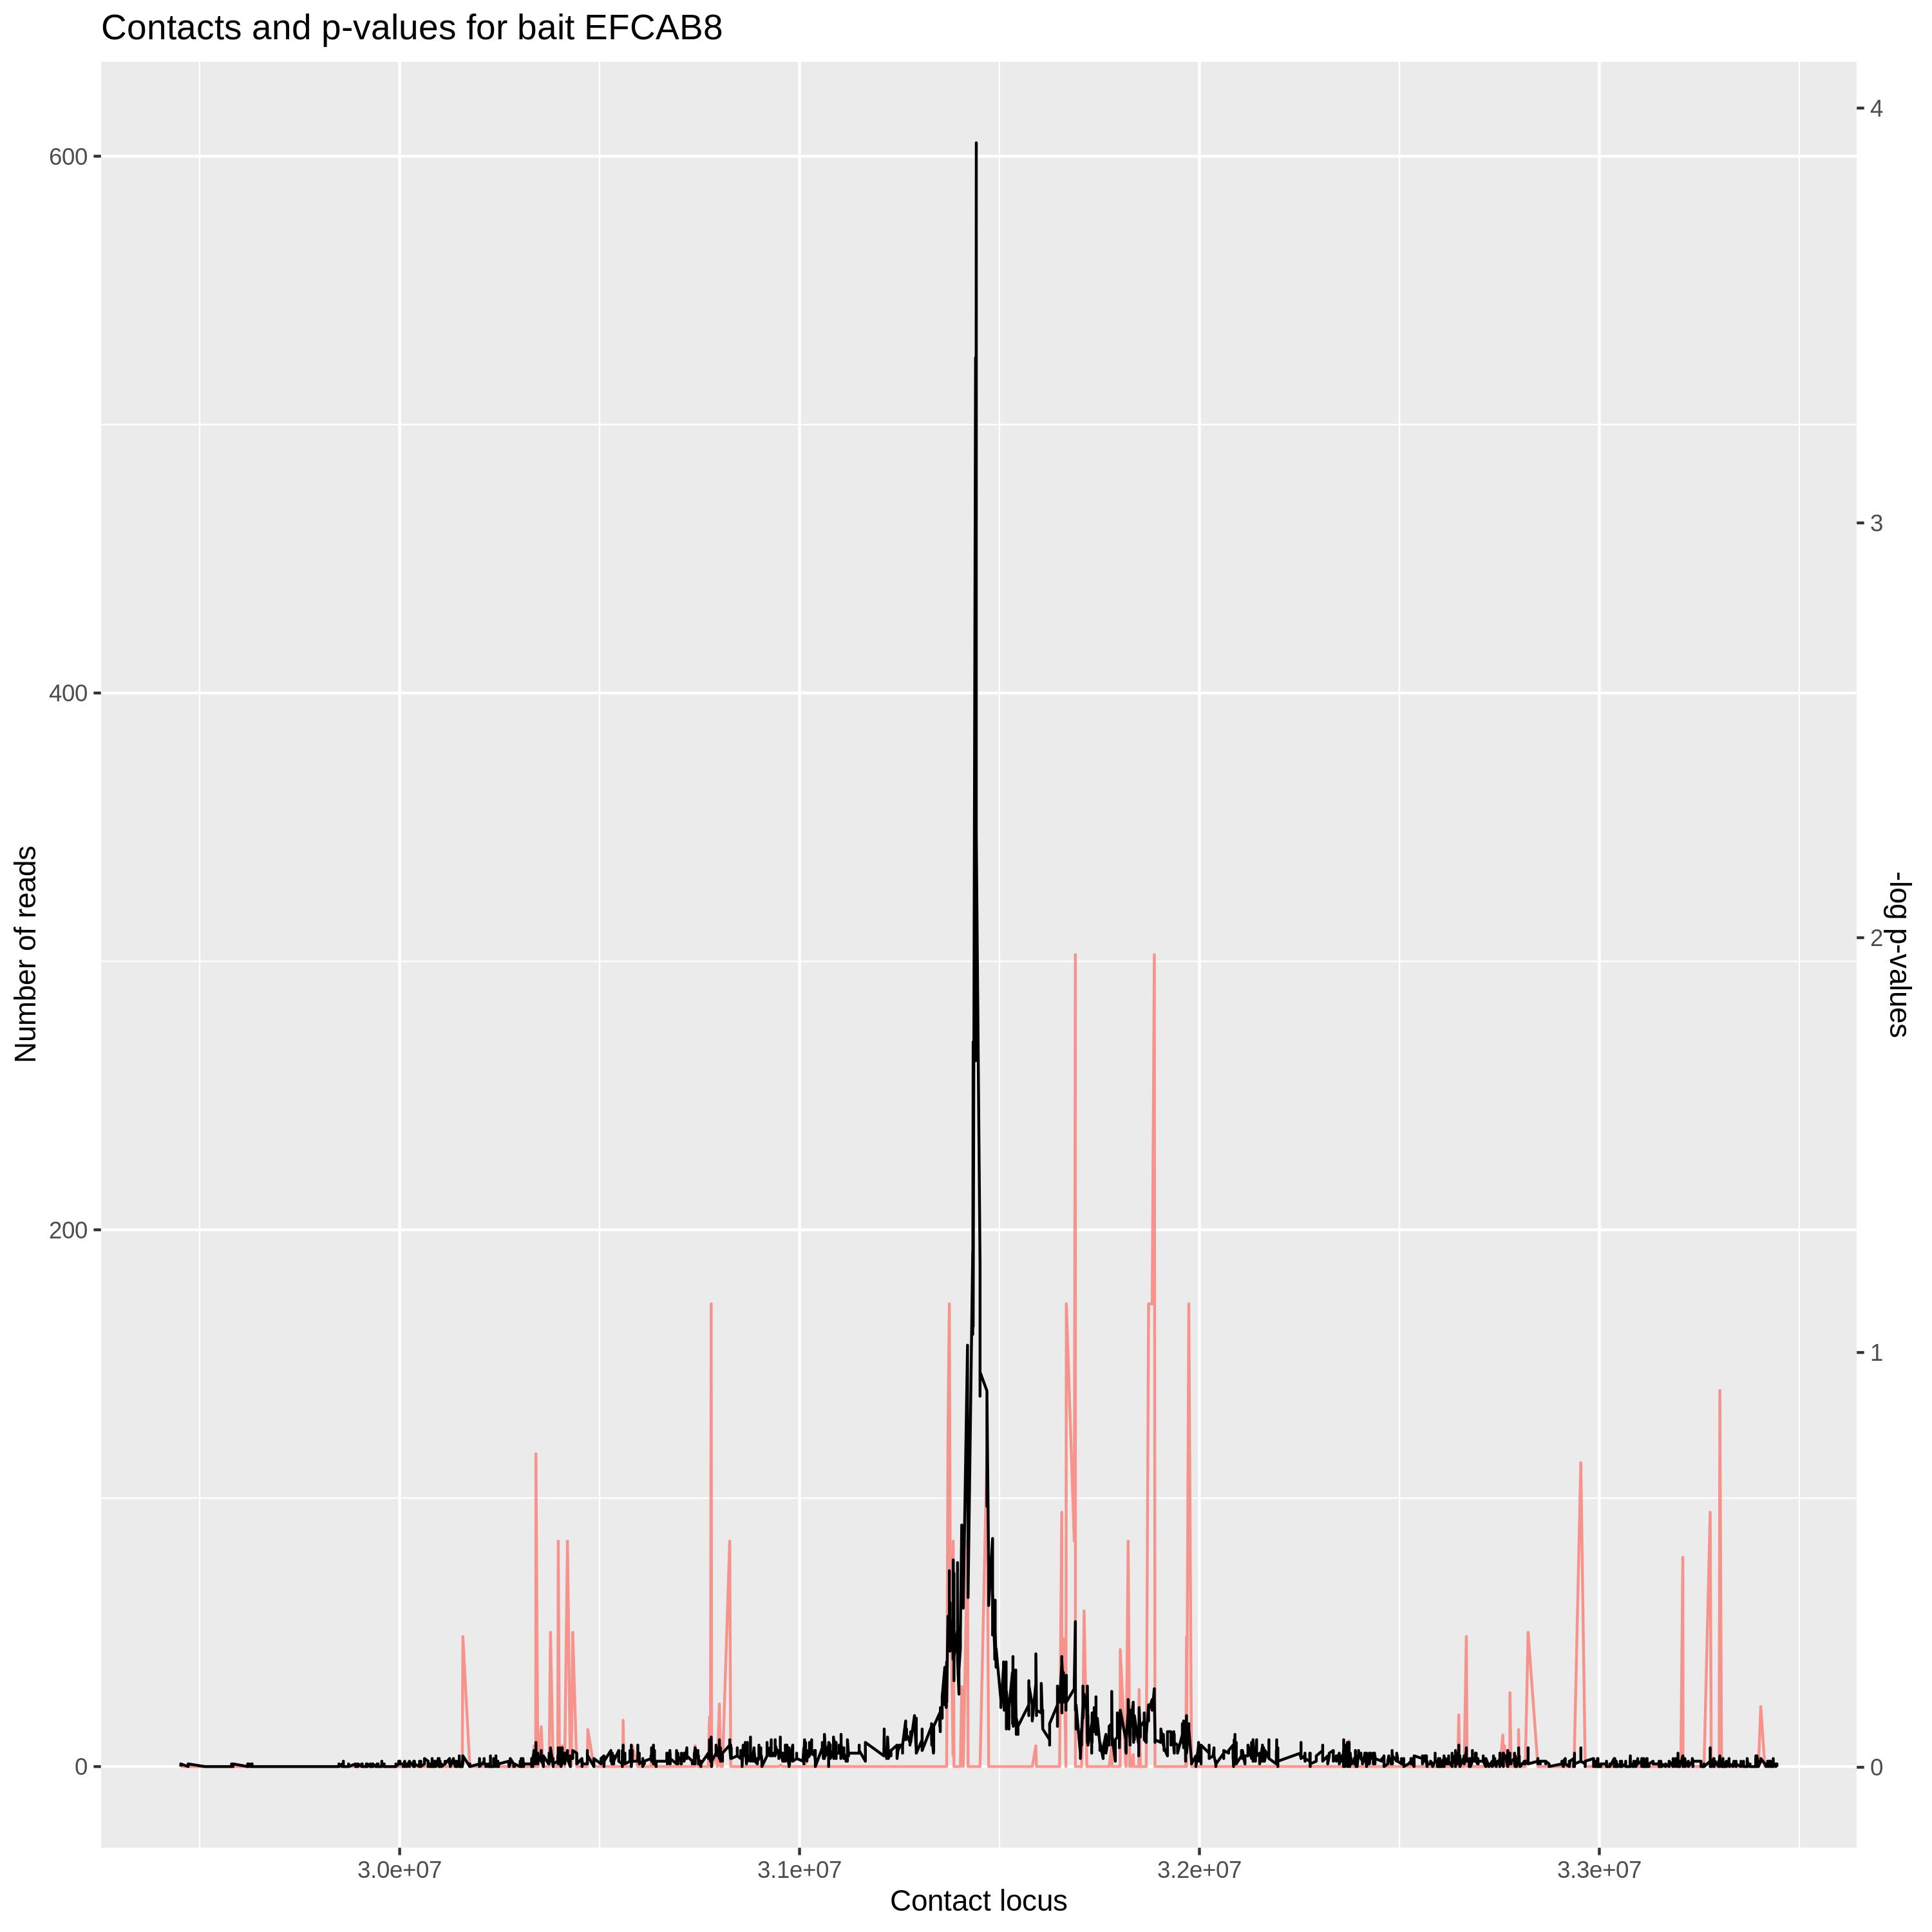 Contacts and p-values for bait EFCAB8
600
400
200
0
Number of reads
4
3
2
1
0
-log p-values
3.0e+07
3.1e+07
3.2e+07
3.3e+07
Contact locus